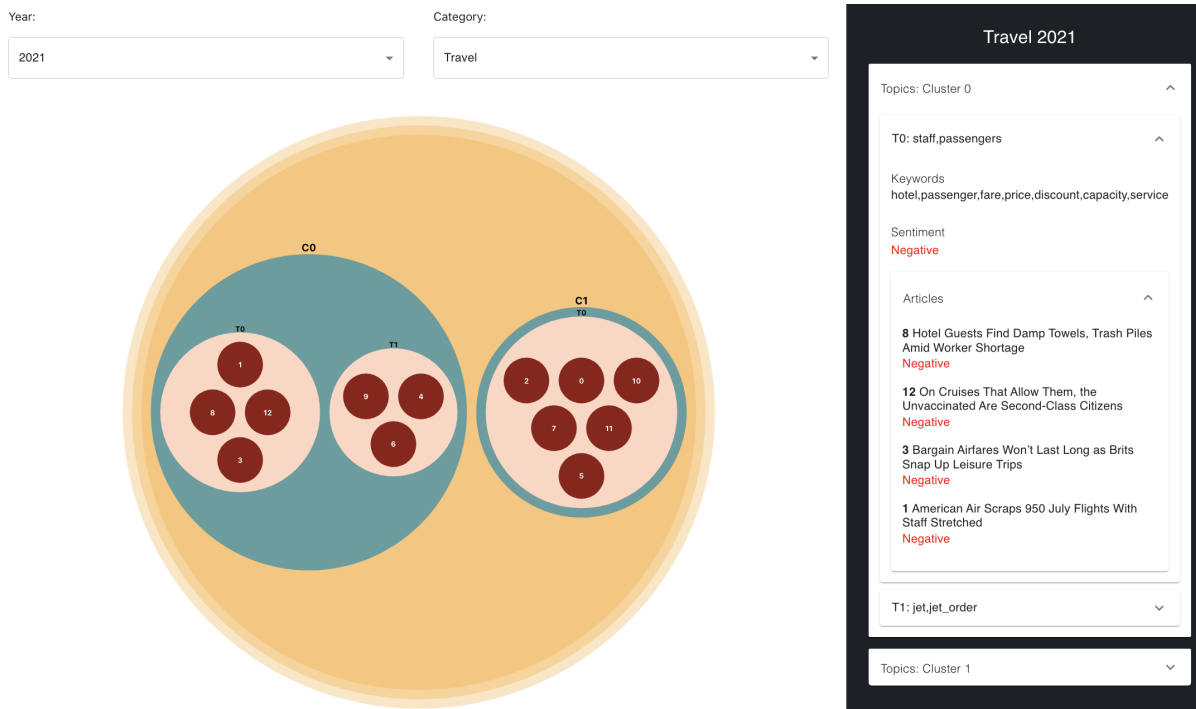 Year:
Category:
2021
Travel
C0
T0
1
8
12
3
T1
9
4
6
C1
T0
2
0
10
7
11
5
Travel 2021
Topics: Cluster 0
T0: staff,passengers
Keywords
hotel,passenger,fare,price,discount,capacity,service
Sentiment
Negative
Articles
8 Hotel Guests Find Damp Towels, Trash Piles
Amid Worker Shortage
Negative
12 On Cruises That Allow Them, the
Unvaccinated Are Second-Class Citizens
Negative
3 Bargain Airfares Won’t Last Long as Brits
Snap Up Leisure Trips
Negative
1 American Air Scraps 950 July Flights With
Staff Stretched
Negative
T1: jet,jet_order
Topics: Cluster 1